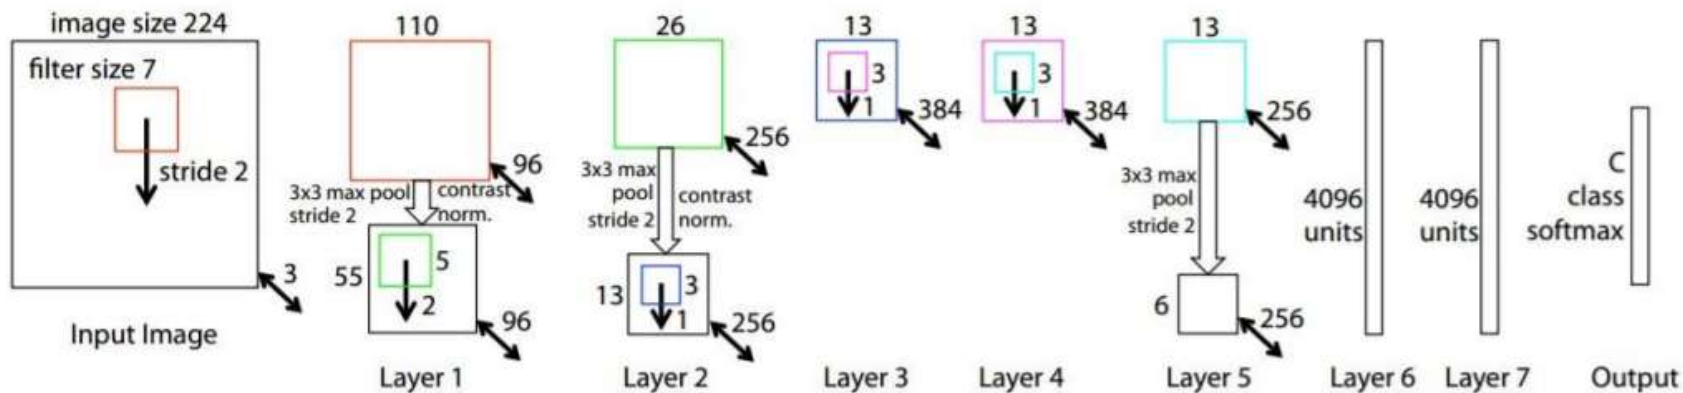 image size 224
filter size 7
stride 2
3
Input Image
110
96
3x3 max pool
stride 2
contrast
norm.
55
5
2
96
Layer 1
26
256
3x3 max
pool
stride 2
contrast
norm.
13
3
1
256
Layer 2
13
3
1
384
Layer 3
13
3
1
384
Layer 4
13
256
3x3 max
pool
stride 2
6
256
Layer 5
4096
units
Layer 6
4096
units
Layer 7
C
class
softmax
Output